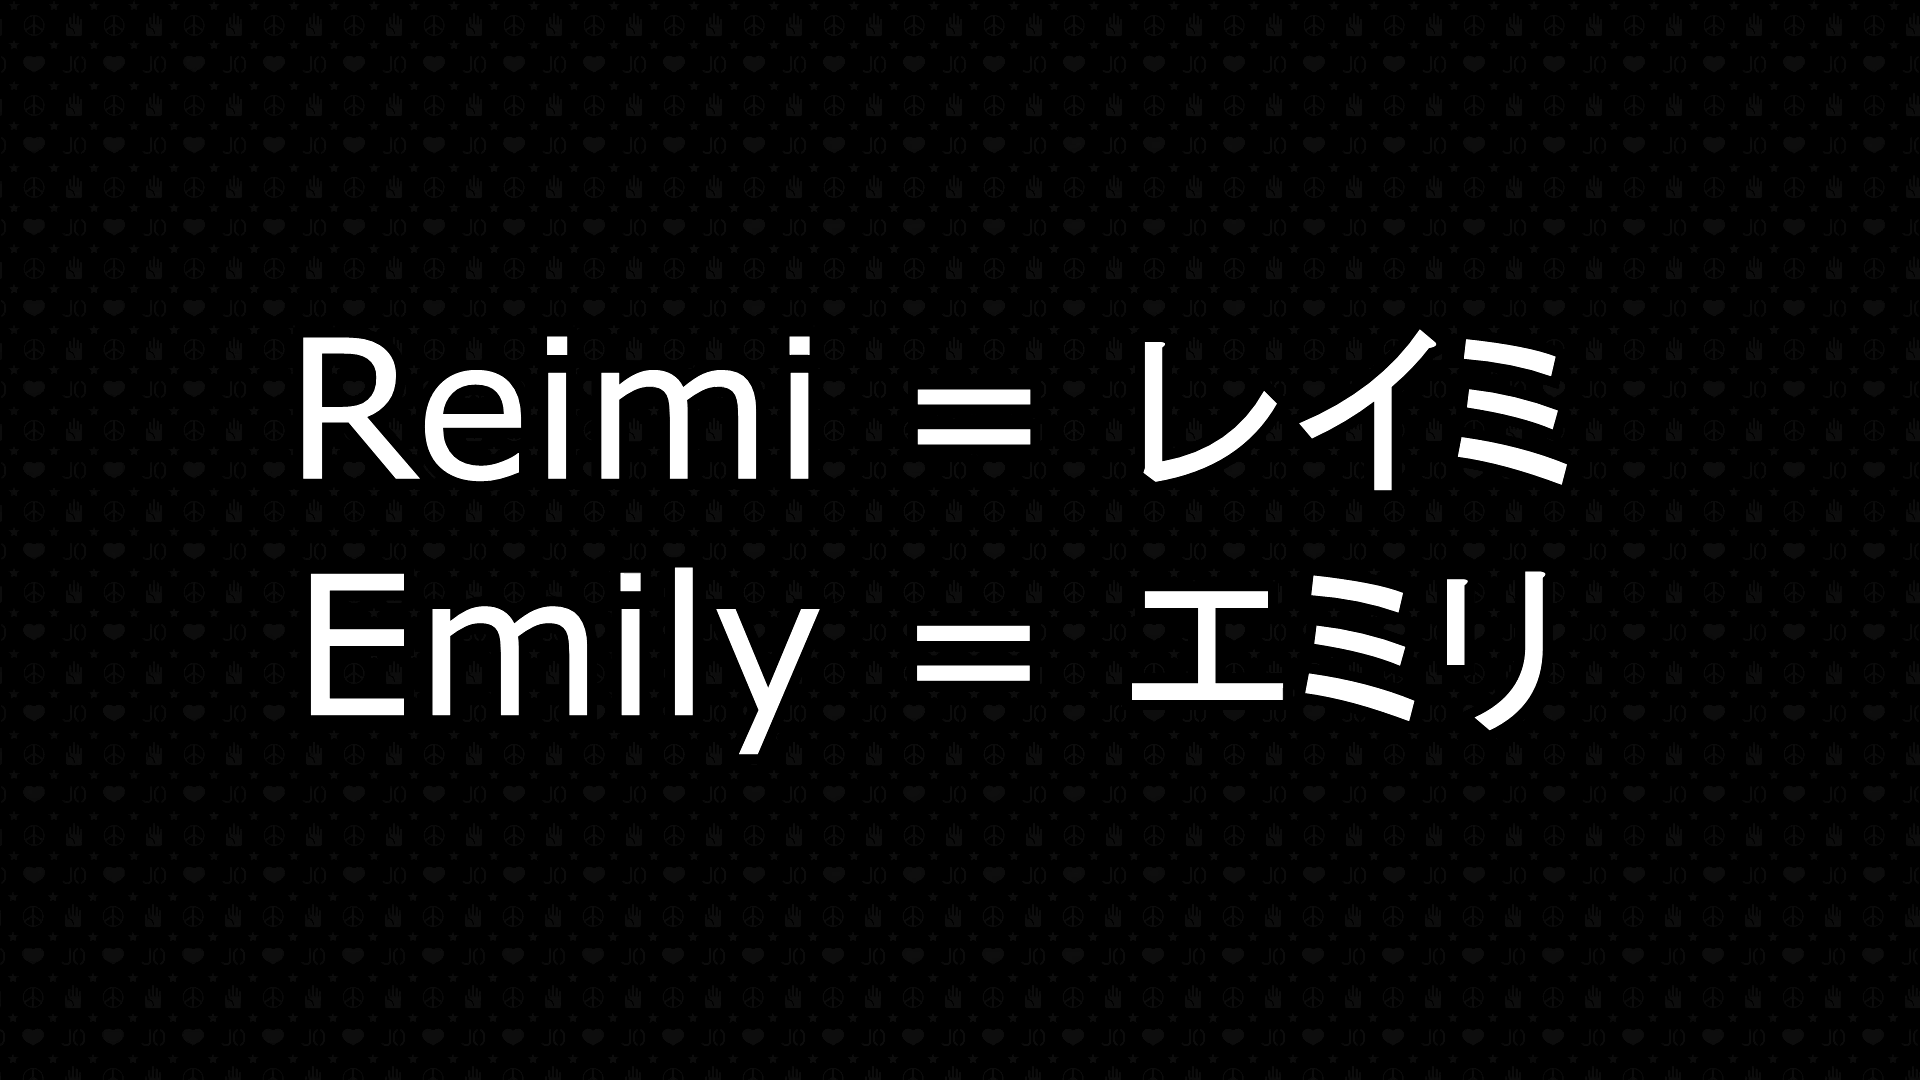 Reimi = レイミ
Emily = エミリ